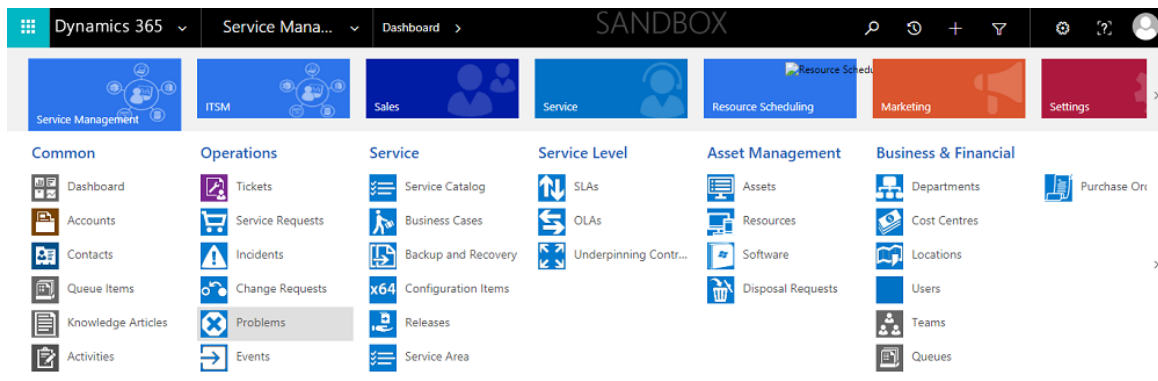 Dynamics 365
Service Mana...
Dashboard >
SANDBOX
Service Management
ITSM
Sales
Service
Resource Schedu
Resource Scheduling
Marketing
Settings
Common
Operations
Service
Service Level
Asset Management
Business & Financial
Dashboard
Tickets
Service Catalog
SLAs
Assets
Departments
Purchase Orc
Accounts
Service Requests
Business Cases
OLAs
Resources
Cost Centres
Contacts
Incidents
Backup and Recovery
Underpinning Contr...
Software
Locations
Queue Items
Change Requests
x64
Configuration Items
Disposal Requests
Users
Knowledge Articles
Problems
Releases
Teams
Activities
Events
Service Area
Queues